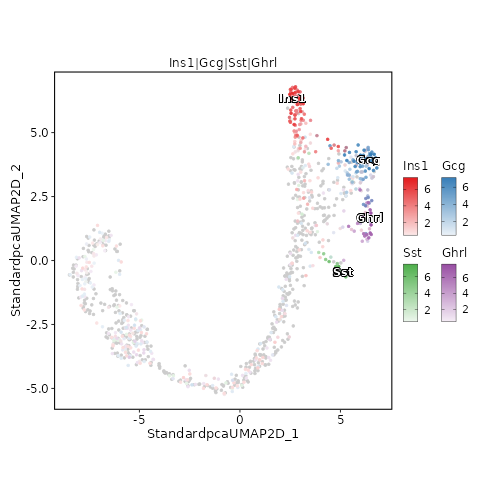 Ins1|Gcg|Sst|Ghrl
Ins1
Gcg
Ghrl
Sst
5.0
2.5
0.0
-2.5
-5.0
-5
0
5
StandardpcaUMAP2D_1
StandardpcaUMAP2D_2
Ins1
6
4
2
Gcg
6
4
2
Sst
6
4
2
Ghrl
6
4
2